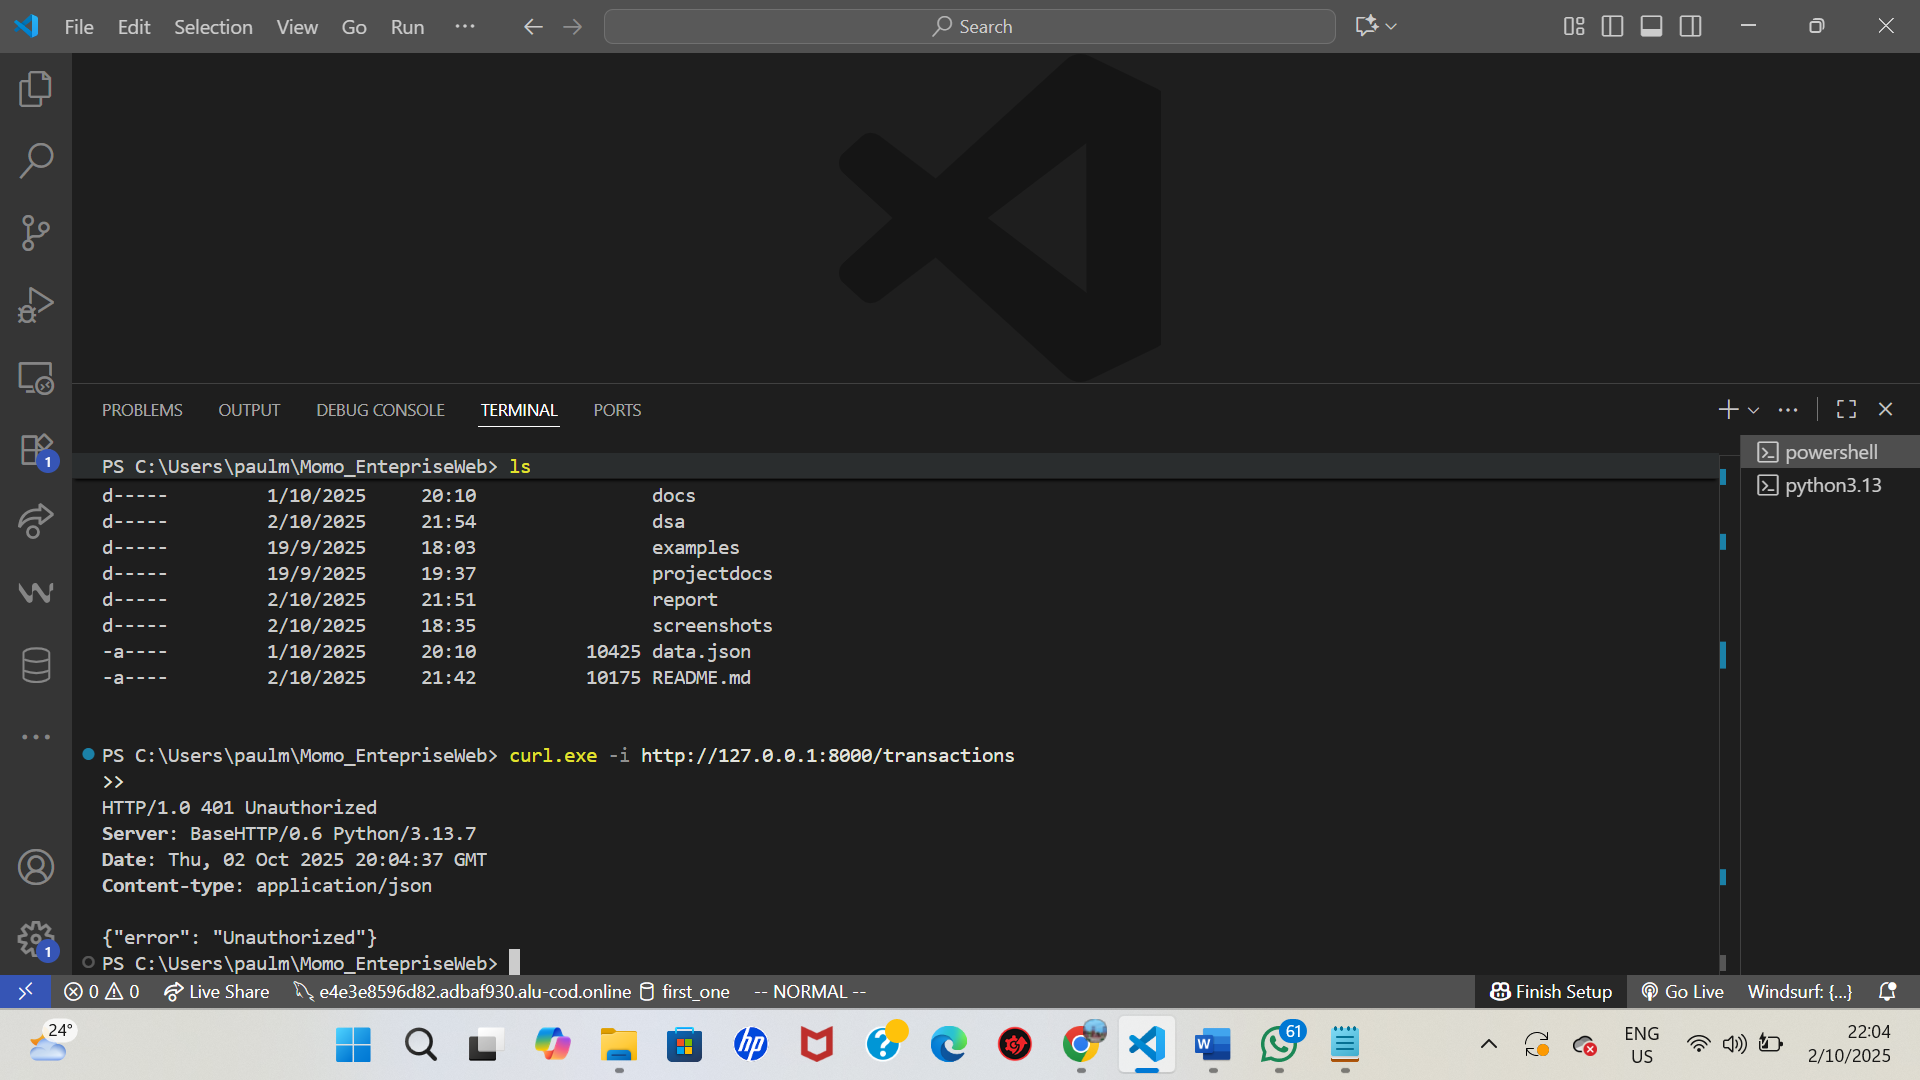 File Edit Selection View Go Run ··· Search
PROBLEMS OUTPUT DEBUG CONSOLE TERMINAL PORTS
PS C:\Users\paulm\Momo_EntepriseWeb> ls
d----- 1/10/2025 20:10 docs
d----- 2/10/2025 21:54 dsa
d----- 19/9/2025 18:03 examples
d----- 19/9/2025 19:37 projectdocs
d----- 2/10/2025 21:51 report
d----- 2/10/2025 18:35 screenshots
-a---- 1/10/2025 20:10 10425 data.json
-a---- 2/10/2025 21:42 10175 README.md
PS C:\Users\paulm\Momo_EntepriseWeb> curl.exe -i http://127.0.0.1:8000/transactions
>>
HTTP/1.0 401 Unauthorized
Server: BaseHTTP/0.6 Python/3.13.7
Date: Thu, 02 Oct 2025 20:04:37 GMT
Content-type: application/json
{"error": "Unauthorized"}
PS C:\Users\paulm\Momo_EntepriseWeb>
powershell
python3.13
1
1
0 0 Live Share e4e3e8596d82.adbaf930.alu-cod.online first_one -- NORMAL -- Finish Setup Go Live Windsurf: {...}
24°
hp
?
W
61
ENG
US
22:04
2/10/2025